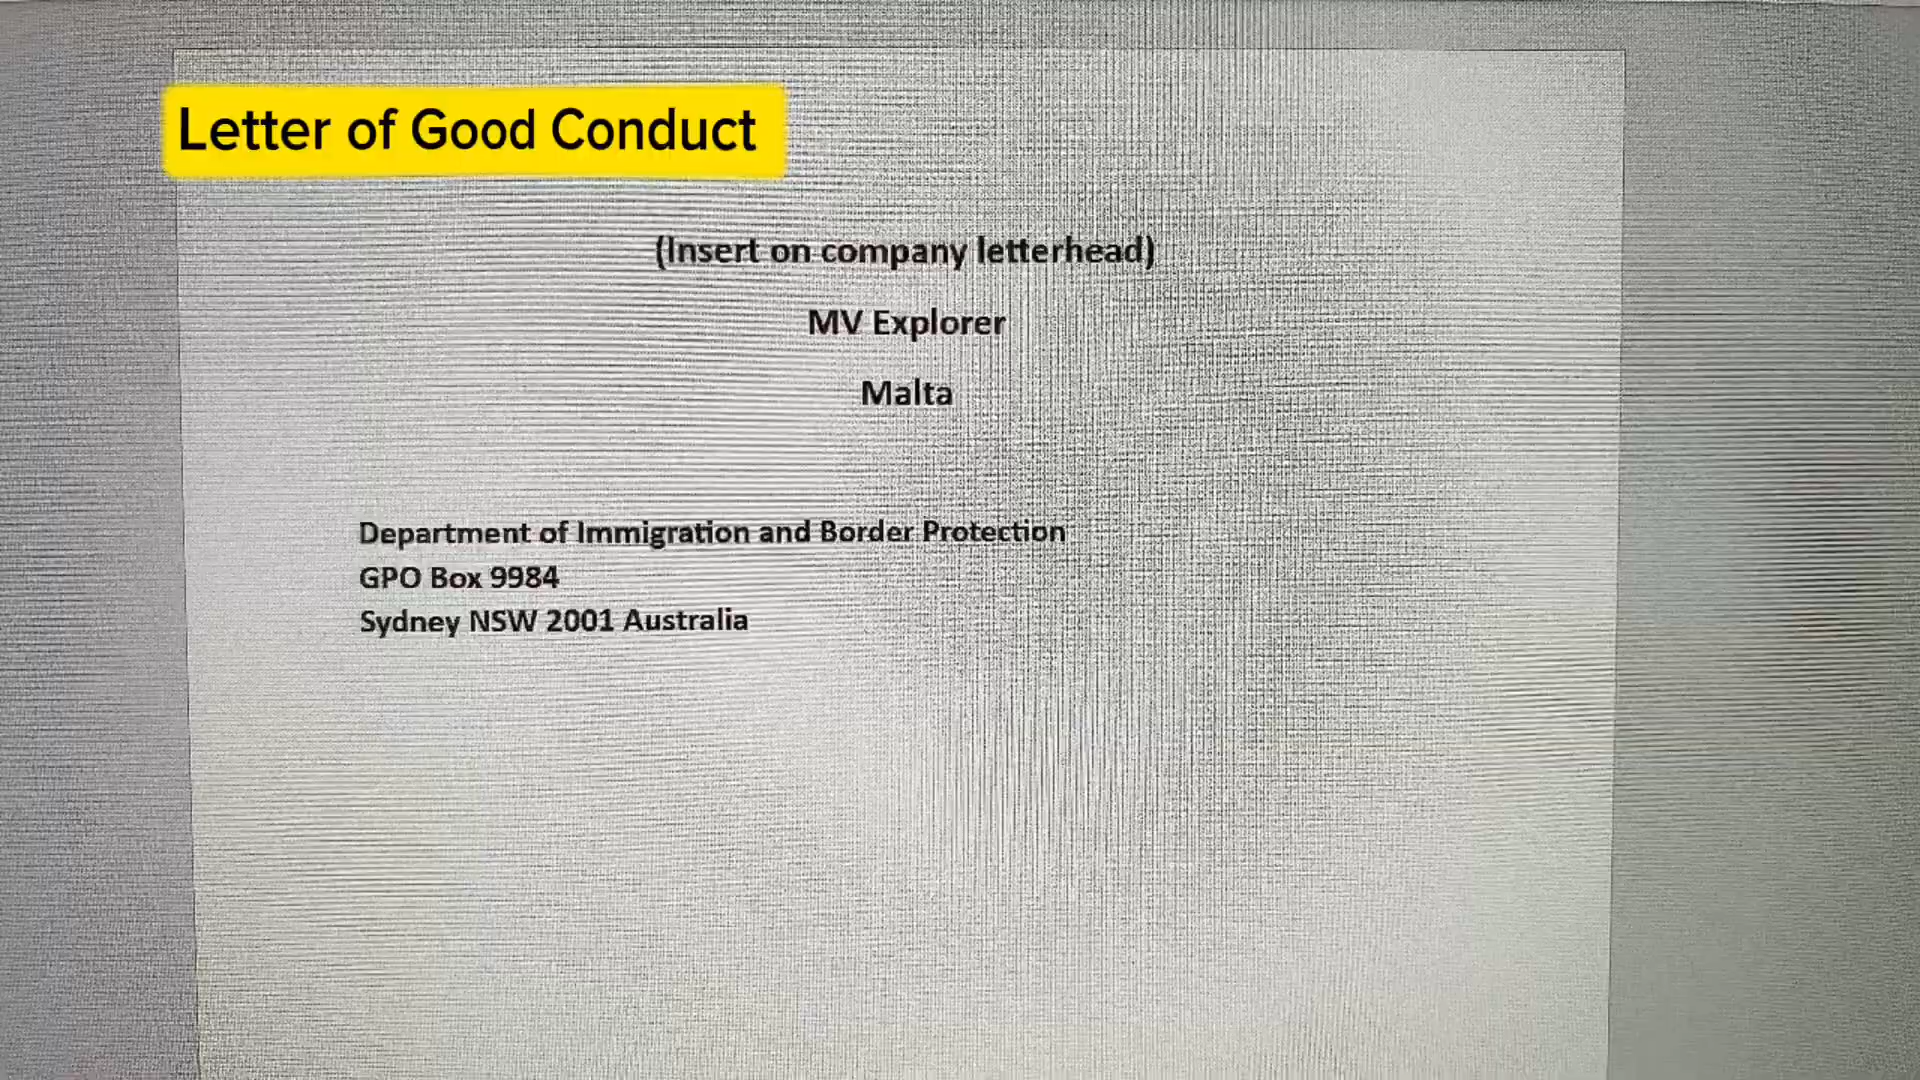 Letter of Good Conduct
(Insert on company letterhead)
MV Explorer
Malta
Department of Immigration and Border Protection
GPO Box 9984
Sydney NSW 2001 Australia